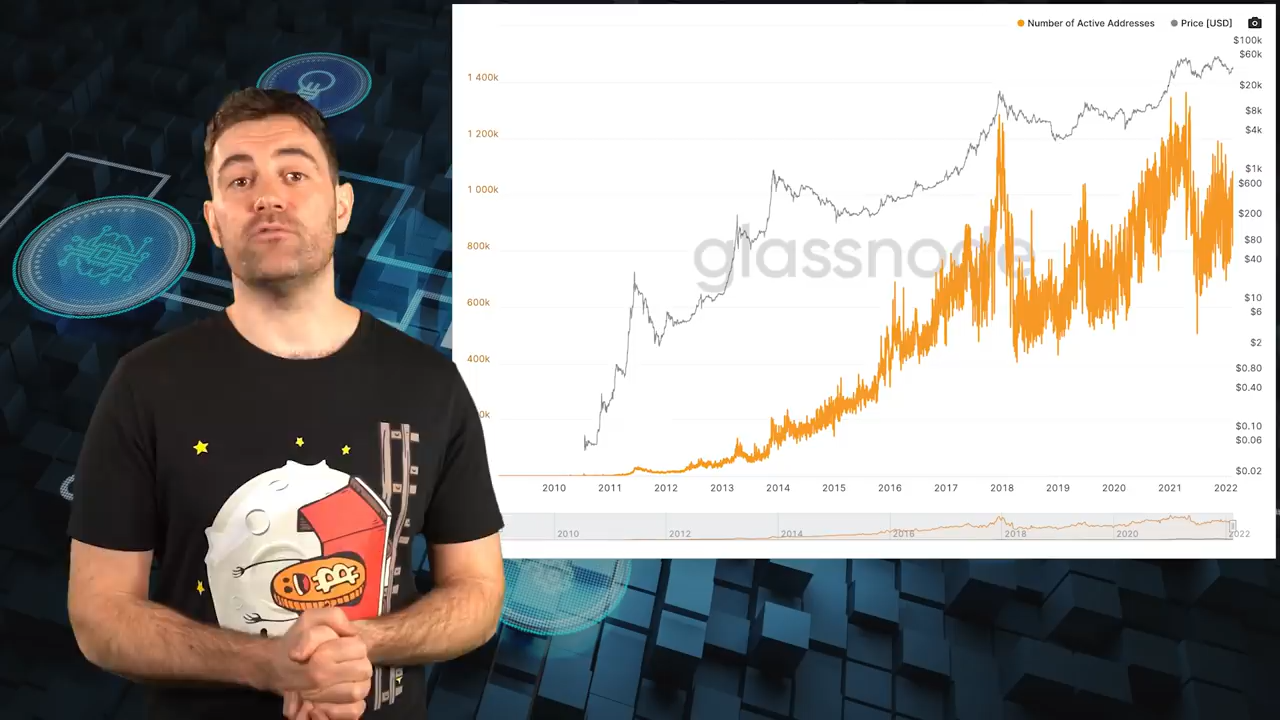 Number of Active Addresses Price [USD]
$100k
$60k
1 400k
$20k
$8k
1 200k
$4k
$1k
1 000k
$600
$200
glassnode
$80
800k
$40
$10
600k
$6
$2
400k
$0.80
$0.40
$0.10
$0.06
$0.02
2010 2011 2012 2013 2014 2015 2016 2017 2018 2019 2020 2021 2022
2010 2012 2014 2016 2018 2020 2022